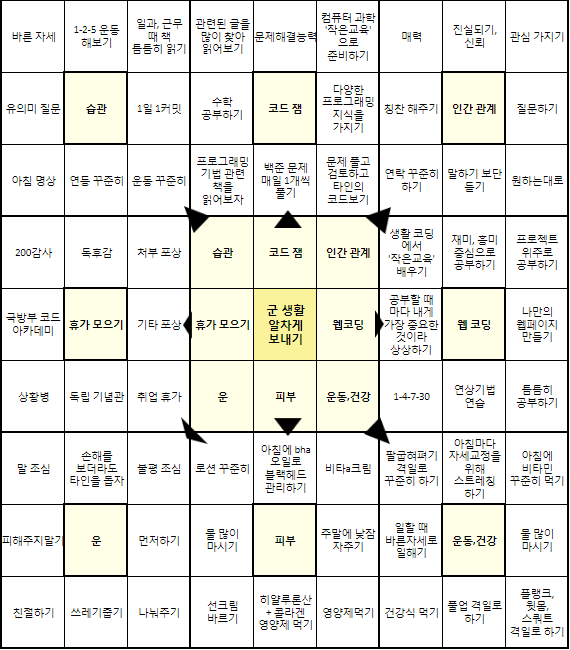 바른 자세
1-2-5 운동
해보기
일과, 근무
때 책
틈틈히 읽기
관련된 글을
많이 찾아
읽어보기
문제해결능력
컴퓨터 과학
'작은교육'
으로
준비하기
매력
진실되기,
신뢰
관심 가지기
유의미 질문
습관
1일 1커밋
수학
공부하기
코드 잼
다양한
프로그래밍
지식을
가지기
칭찬 해주기
인간 관계
질문하기
아침 명상
연등 꾸준히
운동 꾸준히
프로그래밍
기법 관련
책을
읽어보자
백준 문제
매일 1개씩
풀기
문제 풀고
검토하고
타인의
코드보기
연락 꾸준히
하기
말하기 보단
듣기
원하는대로
200감사
독후감
처부 포상
습관
코드 잼
인간 관계
생활 코딩
에서
'작은교육'
배우기
재미, 흥미
중심으로
공부하기
프로젝트
위주로
공부하기
국방부 코드
아카데미
휴가 모으기
기타 포상
휴가 모으기
군 생활
알차게
보내기
웹코딩
공부할 때
마다 내게
가장 중요한
것이라
상상하기
웹 코딩
나만의
웹페이지
만들기
상황병
독립 기념관
취업 휴가
운
피부
운동,건강
1-4-7-30
연상기법
연습
틈틈히
공부하기
말 조심
손해를
보더라도
타인을 돕자
불평 조심
로션 꾸준히
아침에 bha
오일로
블랙헤드
관리하기
비타a크림
팔굽혀펴기
격일로
꾸준히 하기
아침마다
자세교정을
위해
스트레칭
하기
아침에
비타민
꾸준히 먹기
피해주지말기
운
먼저하기
물 많이
마시기
피부
주말에 낮잠
자주기
일할 때
바른자세로
일해기
운동,건강
물 많이
마시기
친절하기
쓰레기줍기
나눠주기
선크림
바르기
히알루론산
+ 콜라겐
영양제 먹기
영양제먹기
건강식 먹기
풀업 격일로
하기
플랭크,
윗몸,
스쿼트
격일로 하기